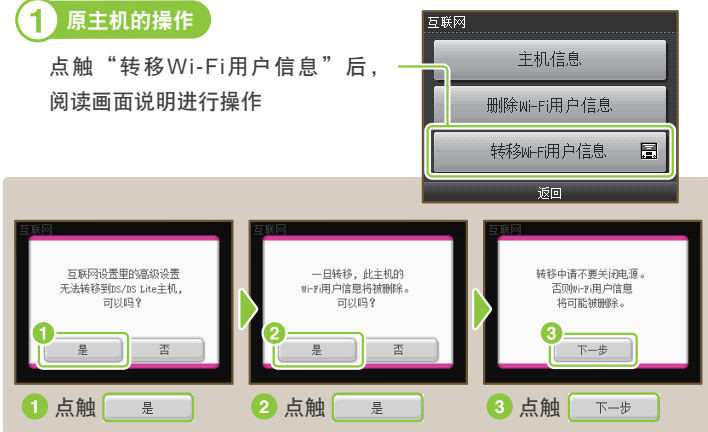 1 原主机的操作
点触“转移Wi-Fi用户信息”后，
阅读画面说明进行操作
互联网
主机信息
删除Wi-Fi用户信息
转移Wi-Fi用户信息
返回
互联网
互联网设置里的高级设置
无法转移到DS/DS Lite主机，
可以吗？
1
是 否
1 点触 是
互联网
一旦转移，此主机的
Wi-Fi用户信息将被删除。
可以吗？
2
是 否
2 点触 是
互联网
转移中请不要关闭电源。
否则Wi-Fi用户信息
将可能被删除。
3
下一步
3 点触 下一步